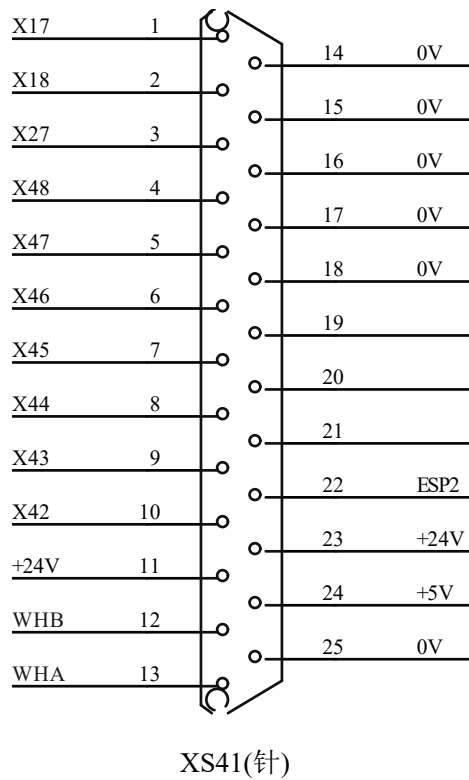 X17 1
14 0V
X18 2
15 0V
X27 3
16 0V
X48 4
17 0V
X47 5
18 0V
X46 6
19
X45 7
20
X44 8
21
X43 9
22 ESP2
X42 10
23 +24V
+24V 11
24 +5V
WHB 12
25 0V
WHA 13
XS41(针)